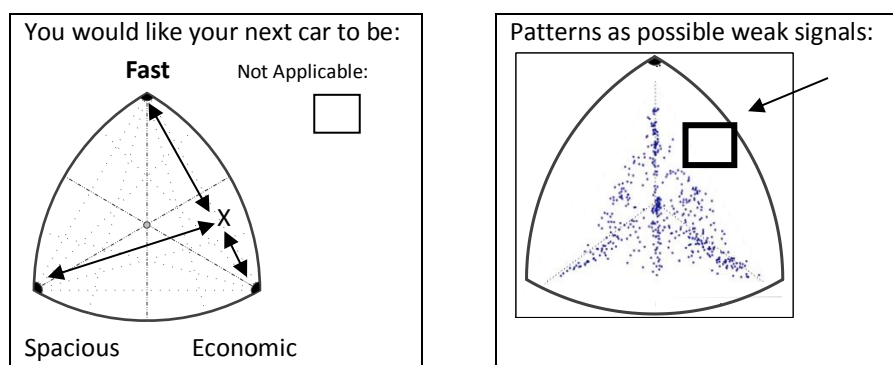 You would like your next car to be:
Fast
Not Applicable:
X
Spacious
Economic
Patterns as possible weak signals: